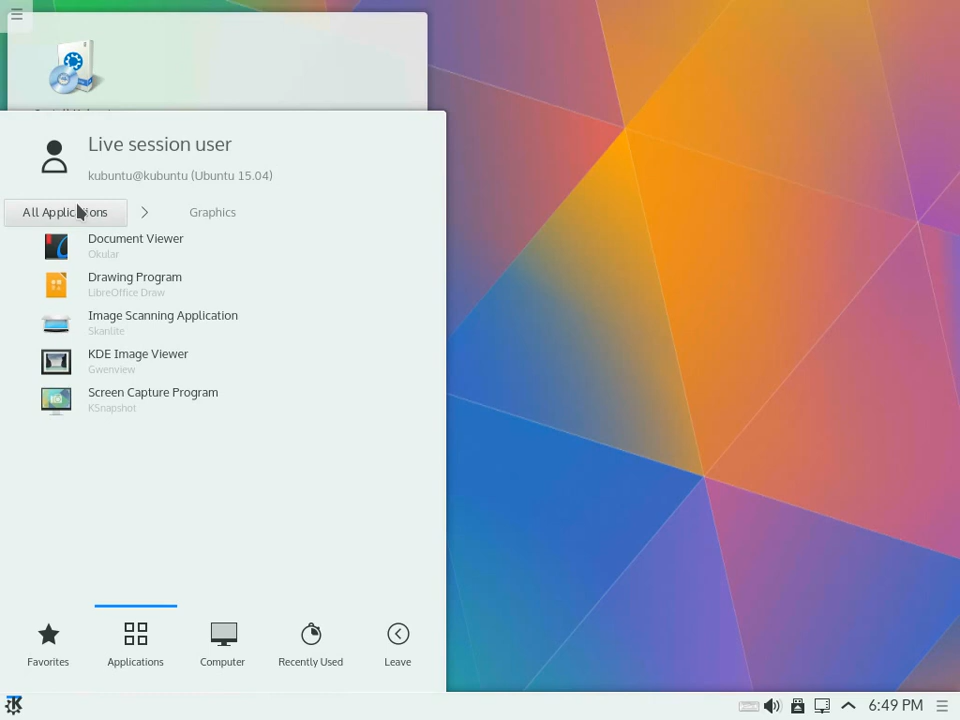 Live session user
kubuntu@kubuntu (Ubuntu 15.04)
All Applications
Graphics
Document Viewer
Okular
Drawing Program
LibreOffice Draw
Image Scanning Application
Skanlite
KDE Image Viewer
Gwenview
Screen Capture Program
KSnapshot
Favorites
Applications
Computer
Recently Used
Leave
6:49 PM